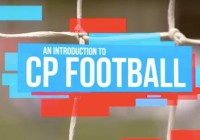 AN INTRODUCTION TO
CP FOOTBALL